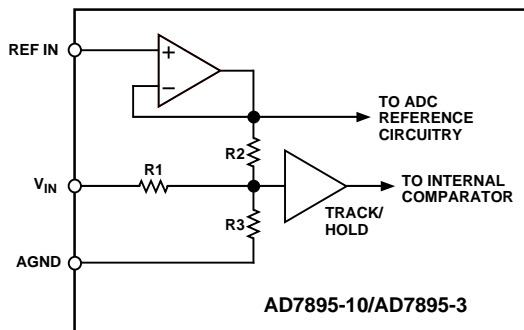 REF IN
+
−
TO ADC
REFERENCE
CIRCUITRY
R2
R1
V_IN
TO INTERNAL
COMPARATOR
TRACK/
HOLD
R3
AGND
AD7895-10/AD7895-3